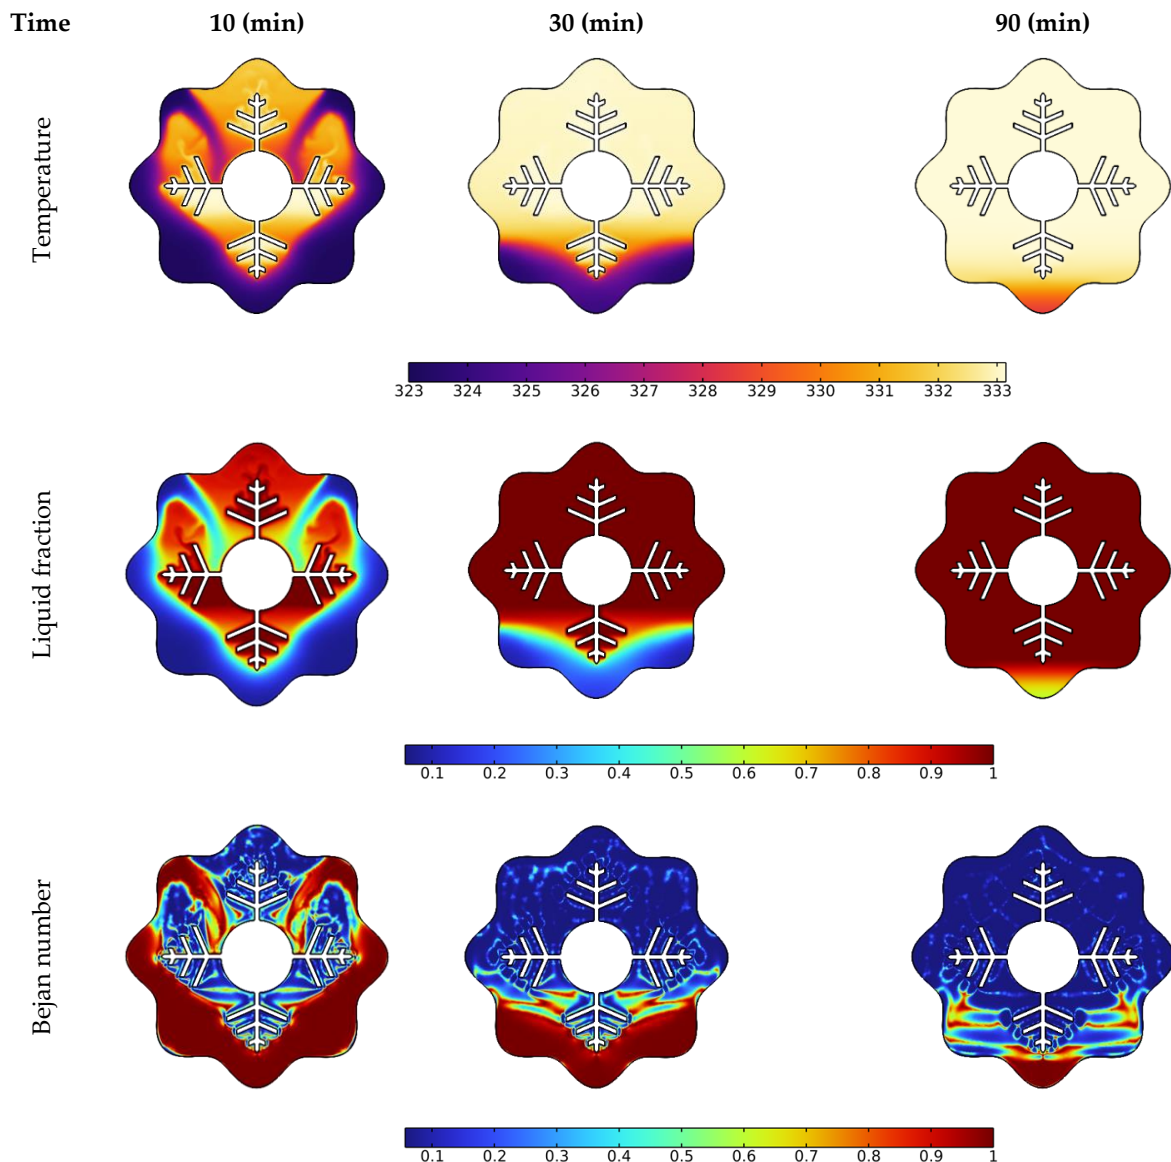 Time 10 (min) 30 (min) 90 (min)
Temperature
323 324 325 326 327 328 329 330 331 332 333
Liquid fraction
0.1 0.2 0.3 0.4 0.5 0.6 0.7 0.8 0.9 1
Bejan number
0.1 0.2 0.3 0.4 0.5 0.6 0.7 0.8 0.9 1